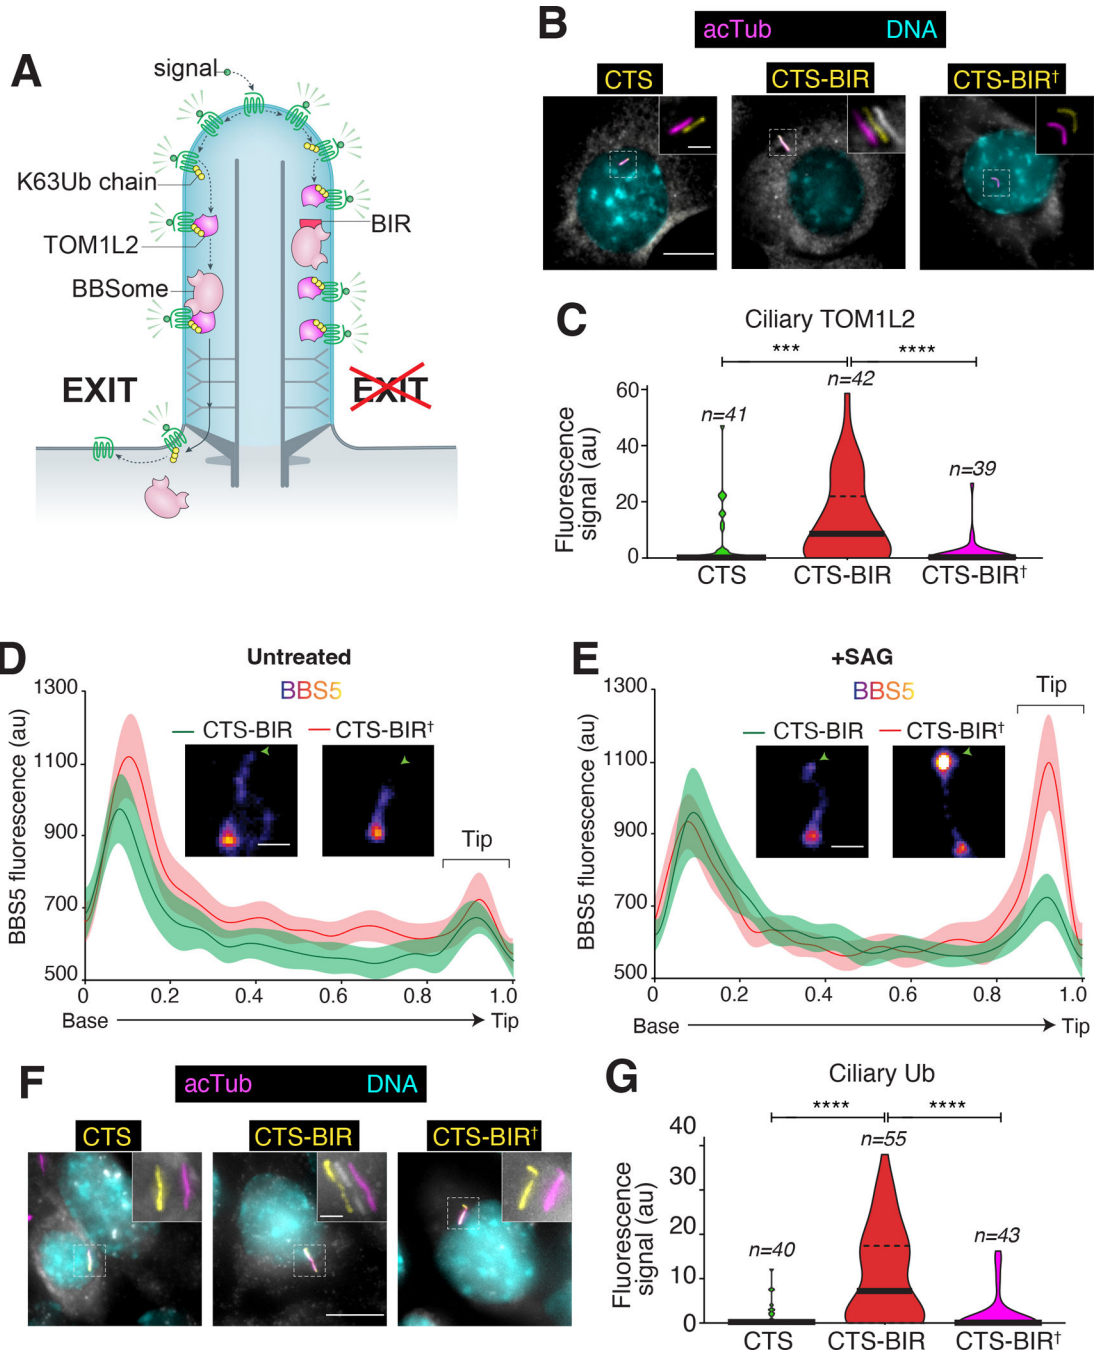 A
signal
K63Ub chain
TOM1L2
BBSome
BIR
EXIT
EXIT
B
acTub DNA
CTS CTS-BIR CTS-BIR†
C
Ciliary TOM1L2
*** ****
n=41 n=42 n=39
Fluorescence
signal (au)
60
40
20
0
CTS CTS-BIR CTS-BIR†
D
Untreated
BBS5
CTS-BIR CTS-BIR†
Tip
BBS5 fluorescence (au)
1300
1100
900
700
500
0 0.2 0.4 0.6 0.8 1.0
Base Tip
E
+SAG
BBS5
Tip
CTS-BIR CTS-BIR†
BBS5 fluorescence (au)
1300
1100
900
700
500
0 0.2 0.4 0.6 0.8 1.0
Base Tip
F
acTub DNA
CTS CTS-BIR CTS-BIR†
G
Ciliary Ub
**** ****
n=40 n=55 n=43
Fluorescence
signal (au)
40
30
20
10
0
CTS CTS-BIR CTS-BIR†